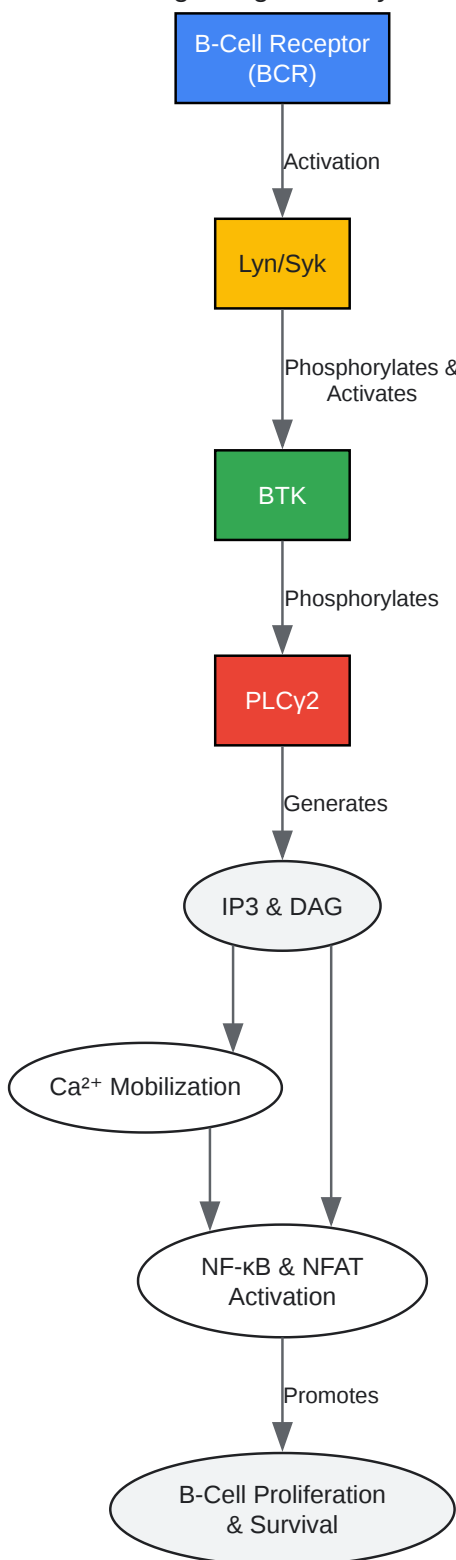 B-Cell Receptor
(BCR)
Activation
Lyn/Syk
Phosphorylates &
Activates
BTK
Phosphorylates
PLCγ2
Generates
IP3 & DAG
Ca²⁺ Mobilization
NF-κB & NFAT
Activation
Promotes
B-Cell Proliferation
& Survival